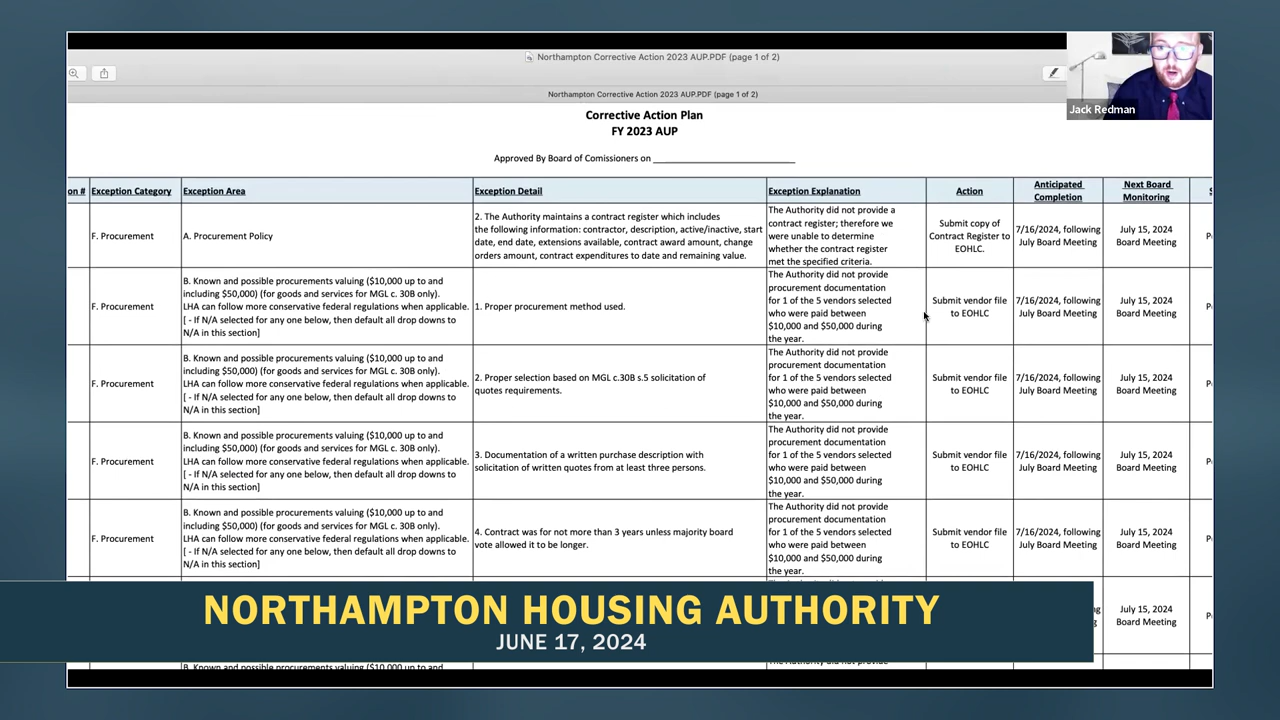 Northampton Corrective Action 2023 AUP.PDF (page 1 of 2)
Northampton Corrective Action 2023 AUP.PDF (page 1 of 2)
Jack Redman
Corrective Action Plan
FY 2023 AUP
Approved By Board of Comissioners on
on # Exception Category Exception Area Exception Detail Exception Explanation Action Anticipated Completion Next Board Monitoring
F. Procurement
A. Procurement Policy
2. The Authority maintains a contract register which includes
the following information: contractor, description, active/inactive, start
date, end date, extensions available, contract award amount, change
orders amount, contract expenditures to date and remaining value.
The Authority did not provide a
contract register; therefore we
were unable to determine
whether the contract register
met the specified criteria.
Submit copy of
Contract Register to
EOHLC.
7/16/2024, following
July Board Meeting
July 15, 2024
Board Meeting
F. Procurement
B. Known and possible procurements valuing ($10,000 up to and
including $50,000) (for goods and services for MGL c. 30B only).
LHA can follow more conservative federal regulations when applicable.
[ - If N/A selected for any one below, then default all drop downs to
N/A in this section]
1. Proper procurement method used.
The Authority did not provide
procurement documentation
for 1 of the 5 vendors selected
who were paid between
$10,000 and $50,000 during
the year.
Submit vendor file
to EOHLC
7/16/2024, following
July Board Meeting
July 15, 2024
Board Meeting
F. Procurement
B. Known and possible procurements valuing ($10,000 up to and
including $50,000) (for goods and services for MGL c. 30B only).
LHA can follow more conservative federal regulations when applicable.
[ - If N/A selected for any one below, then default all drop downs to
N/A in this section]
2. Proper selection based on MGL c.30B s.5 solicitation of
quotes requirements.
The Authority did not provide
procurement documentation
for 1 of the 5 vendors selected
who were paid between
$10,000 and $50,000 during
the year.
Submit vendor file
to EOHLC
7/16/2024, following
July Board Meeting
July 15, 2024
Board Meeting
F. Procurement
B. Known and possible procurements valuing ($10,000 up to and
including $50,000) (for goods and services for MGL c. 30B only).
LHA can follow more conservative federal regulations when applicable.
[ - If N/A selected for any one below, then default all drop downs to
N/A in this section]
3. Documentation of a written purchase description with
solicitation of written quotes from at least three persons.
The Authority did not provide
procurement documentation
for 1 of the 5 vendors selected
who were paid between
$10,000 and $50,000 during
the year.
Submit vendor file
to EOHLC
7/16/2024, following
July Board Meeting
July 15, 2024
Board Meeting
F. Procurement
B. Known and possible procurements valuing ($10,000 up to and
including $50,000) (for goods and services for MGL c. 30B only).
LHA can follow more conservative federal regulations when applicable.
[ - If N/A selected for any one below, then default all drop downs to
N/A in this section]
4. Contract was for not more than 3 years unless majority board
vote allowed it to be longer.
The Authority did not provide
procurement documentation
for 1 of the 5 vendors selected
who were paid between
$10,000 and $50,000 during
the year.
Submit vendor file
to EOHLC
7/16/2024, following
July Board Meeting
July 15, 2024
Board Meeting
July 15, 2024
Board Meeting
NORTHAMPTON HOUSING AUTHORITY
JUNE 17, 2024
B. Known and possible procurements valuing ($10,000 up to and